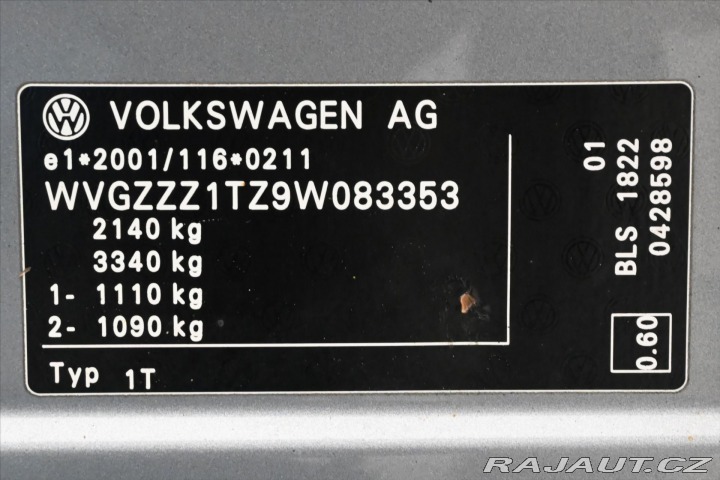 VOLKSWAGEN AG
e1*2001/116*0211
WVGZZZ1TZ9W083353
2140 kg
3340 kg
1- 1110 kg
2- 1090 kg
Typ 1T
01
BLS 1822
0428598
0.60
RAJAUT.CZ